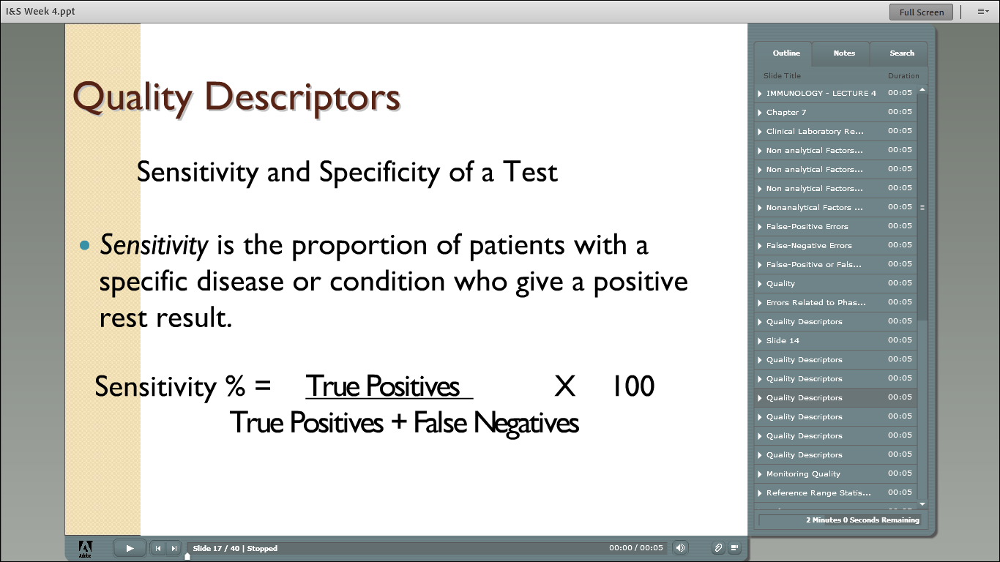 I&S Week 4.ppt
Full Screen
Quality Descriptors
Sensitivity and Specificity of a Test
Sensitivity is the proportion of patients with a
specific disease or condition who give a positive
rest result.
Sensitivity % = True Positives X 100
True Positives + False Negatives
Outline Notes Search
Slide Title Duration
IMMUNOLOGY - LECTURE 4 00:05
Chapter 7 00:05
Clinical Laboratory Re... 00:05
Non analytical Factors... 00:05
Non analytical Factors... 00:05
Non analytical Factors... 00:05
Nonanalytical Factors ... 00:05
False-Positive Errors 00:05
False-Negative Errors 00:05
False-Positive or Fals... 00:05
Quality 00:05
Errors Related to Phas... 00:05
Quality Descriptors 00:05
Slide 14 00:05
Quality Descriptors 00:05
Quality Descriptors 00:05
Quality Descriptors 00:05
Quality Descriptors 00:05
Quality Descriptors 00:05
Quality Descriptors 00:05
Monitoring Quality 00:05
Reference Range Statis... 00:05
2 Minutes 0 Seconds Remaining
Adobe
Slide 17 / 40 | Stopped 00:00 / 00:05